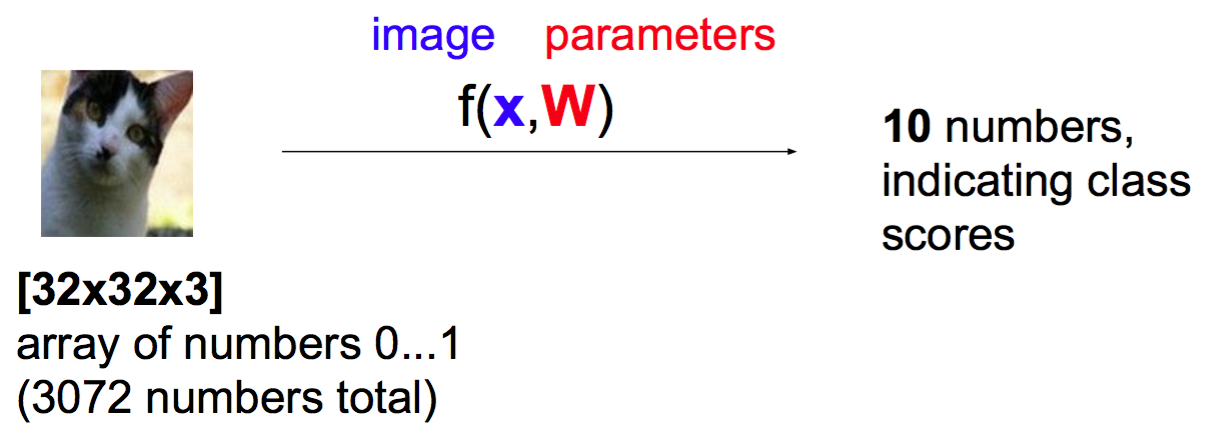 image parameters
f(x,W)
10 numbers,
indicating class
scores
[32x32x3]
array of numbers 0...1
(3072 numbers total)